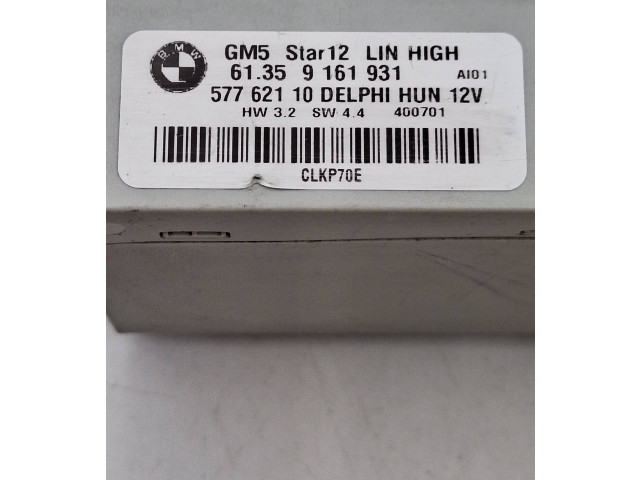 BMW
GM5 Star12 LIN HIGH
61.35 9 161 931 AI01
577 621 10 DELPHI HUN 12V
HW 3.2 SW 4.4 400701
CLKP70E